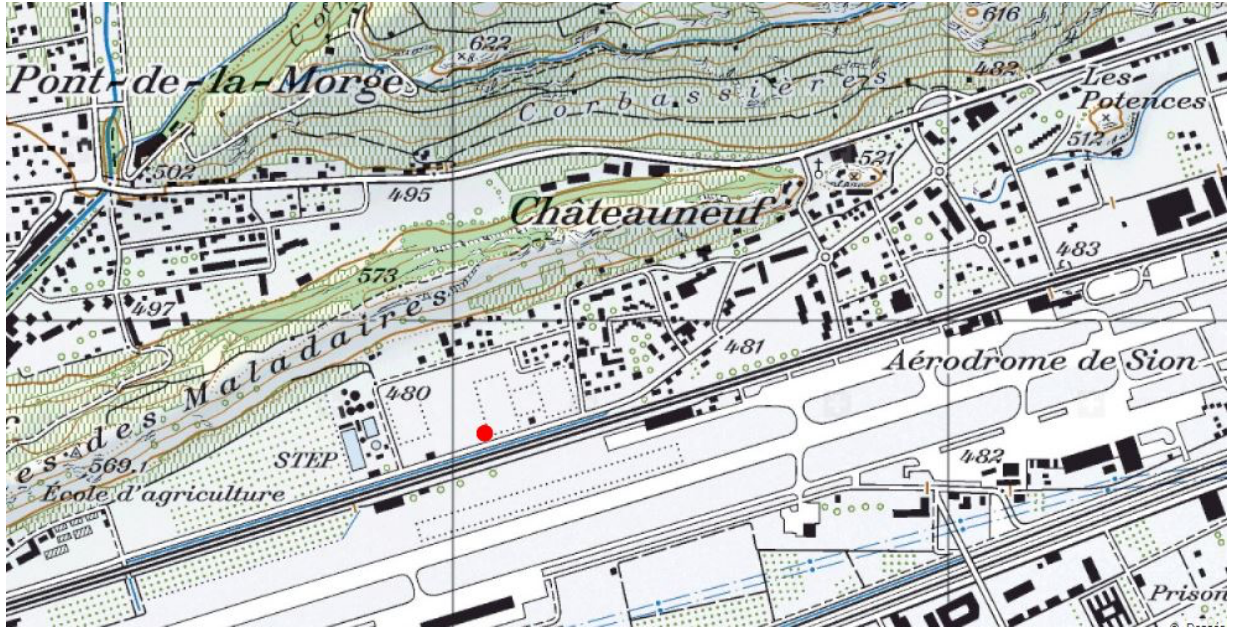 616
622
Pont-de-la-Morge
482
Les
Potences
Corbassières
512
502
521
495
Châteauneuf
483
573
497
481
Aérodrome de Sion
es des Maladaires
480
STEP
482
569.1
École d'agriculture
Prison